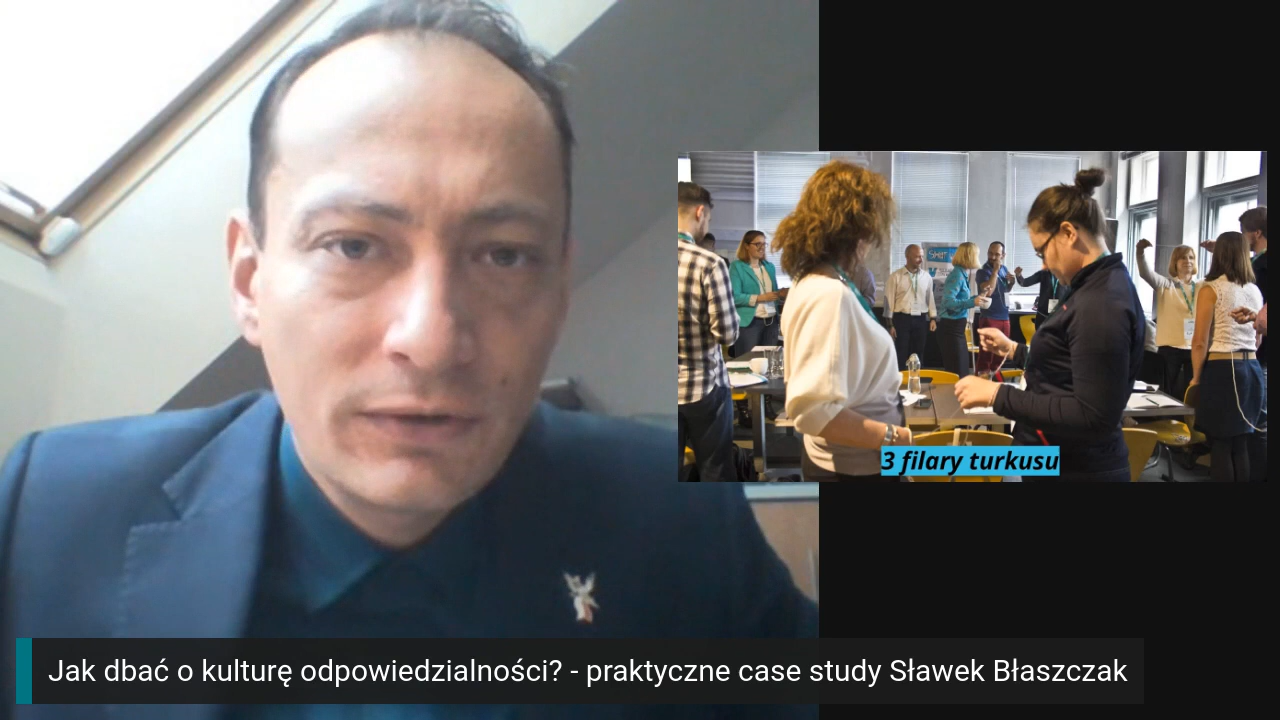 3 filary turkusu
Jak dbać o kulturę odpowiedzialności? - praktyczne case study Sławek Błaszczak